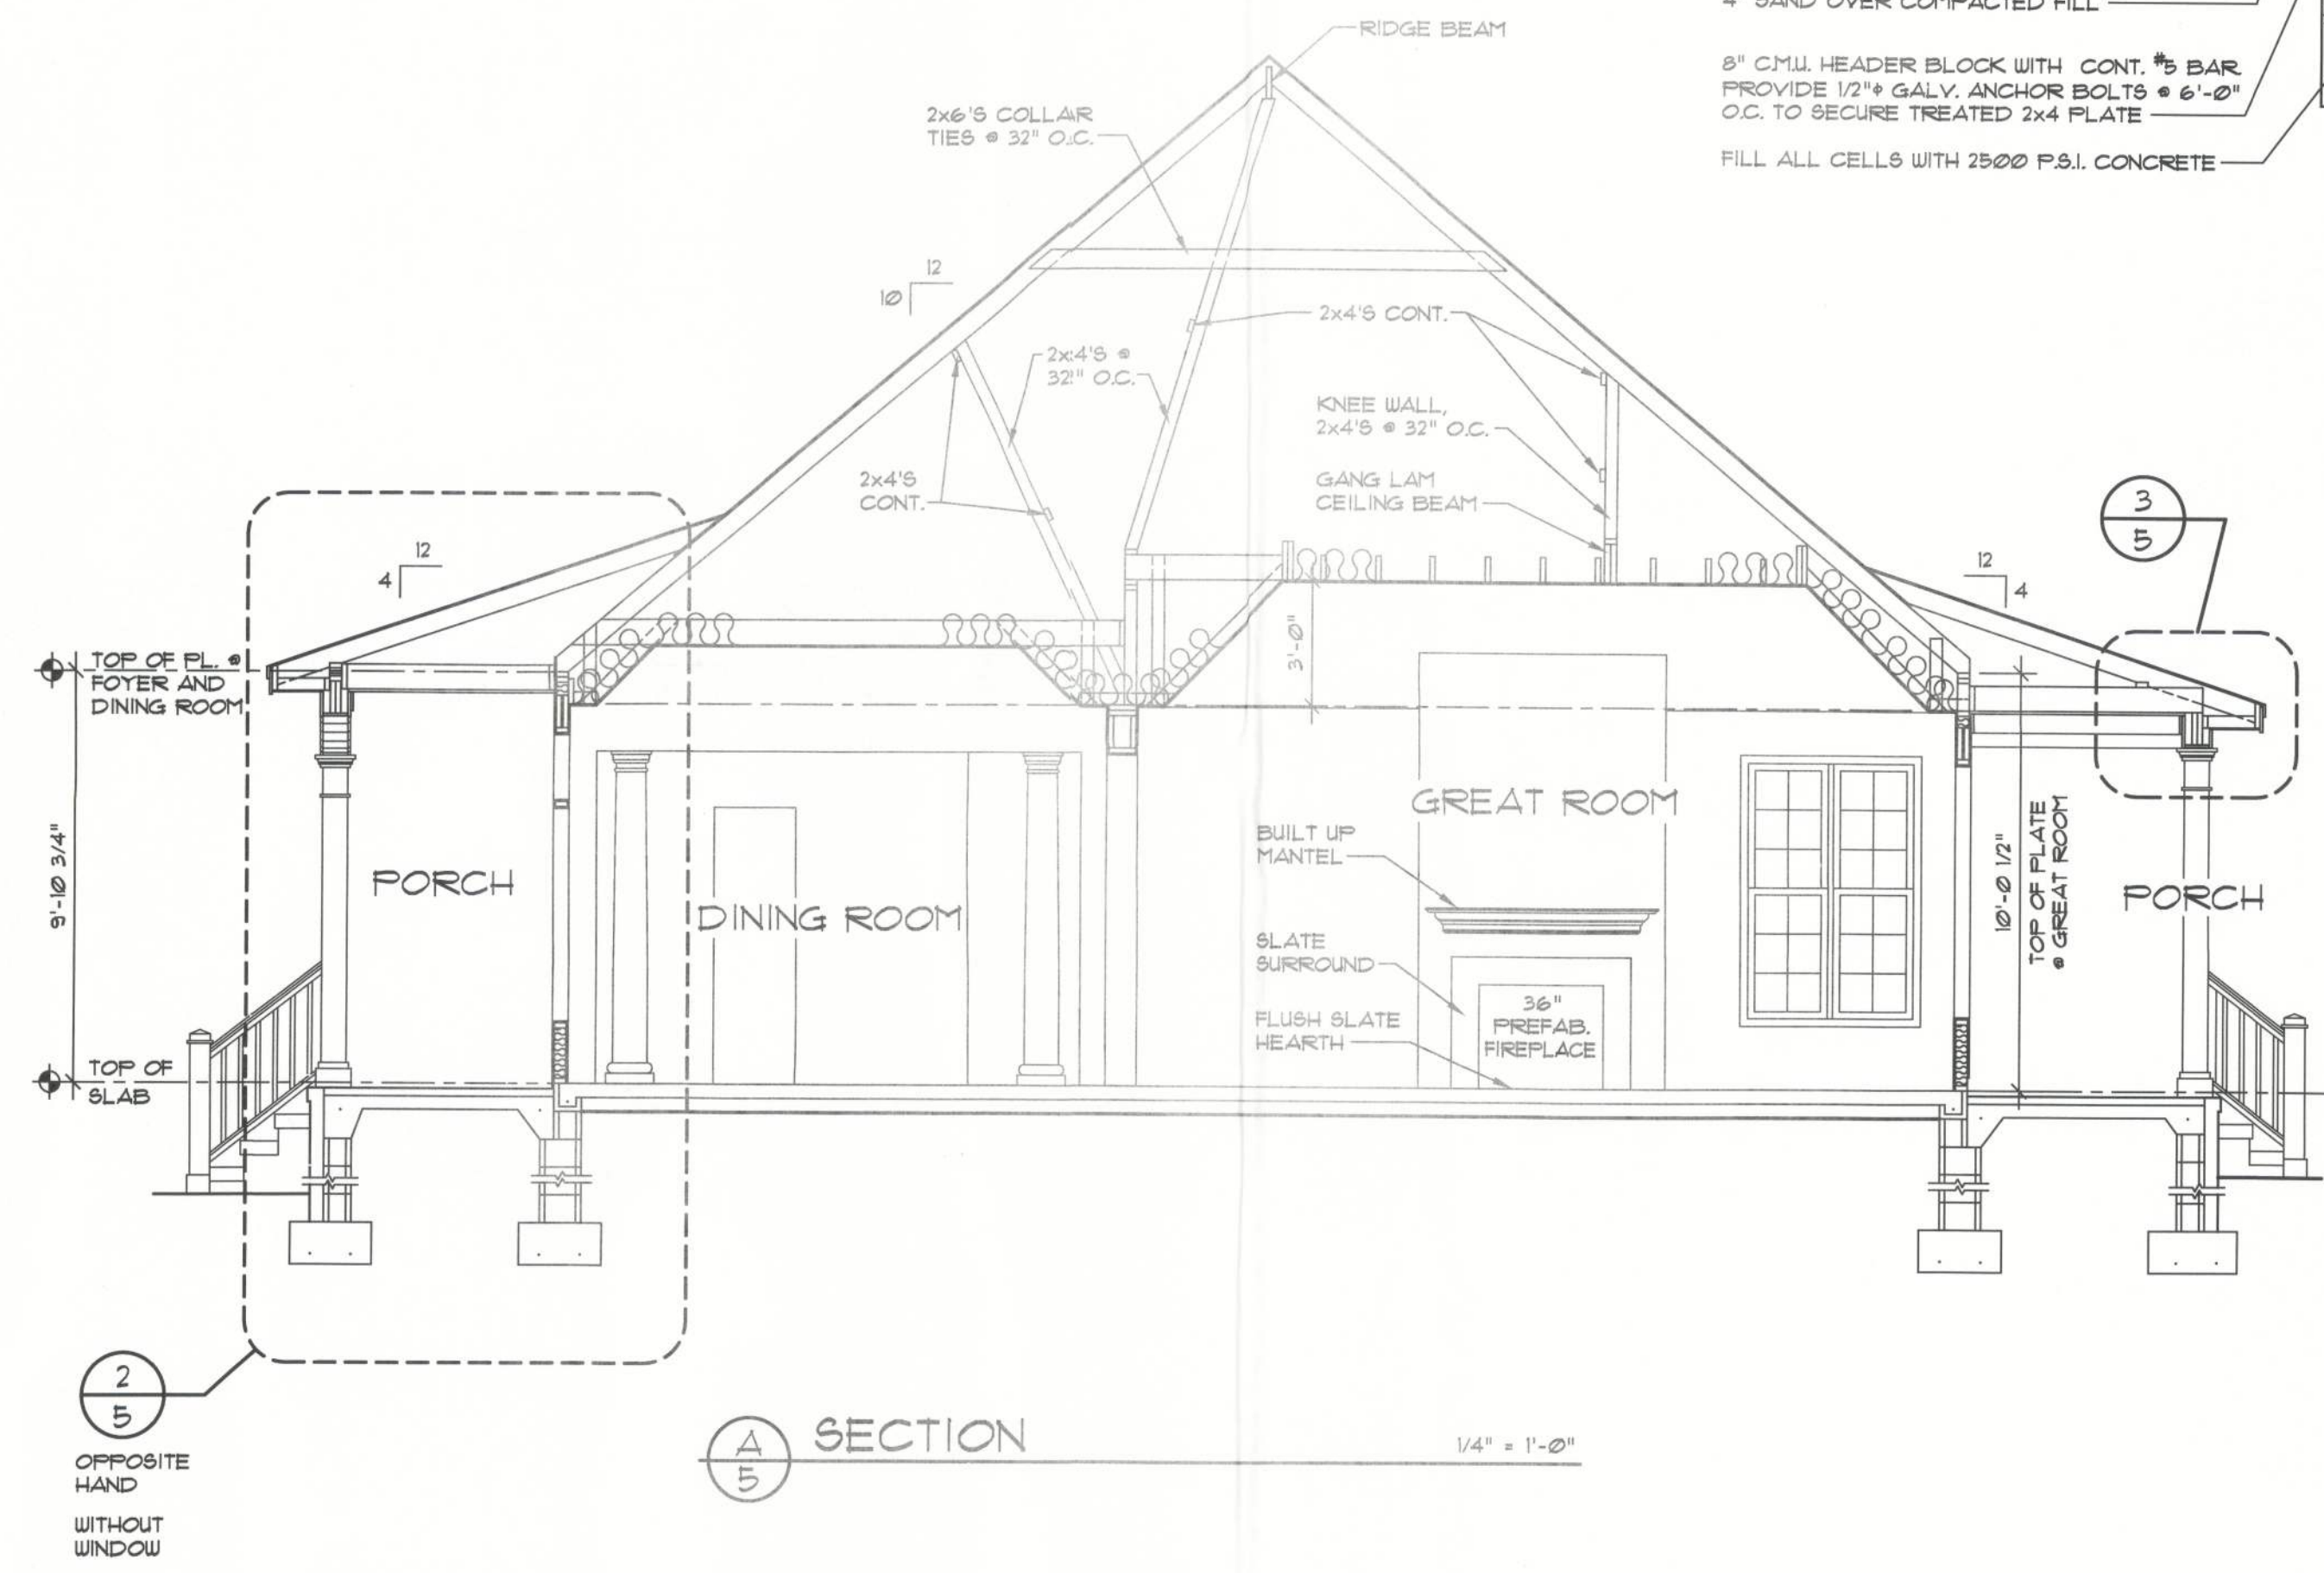 4" SAND OVER COMPACTED FILL
8" C.M.U. HEADER BLOCK WITH CONT. #5 BAR
PROVIDE 1/2"ϕ GALV. ANCHOR BOLTS @ 6'-0"
O.C. TO SECURE TREATED 2x4 PLATE
FILL ALL CELLS WITH 2500 P.S.I. CONCRETE
RIDGE BEAM
2x6'S COLLAR
TIES @ 32" O.C.
12
10
2x4'S CONT.
2x4'S @
32" O.C.
KNEE WALL,
2x4'S @ 32" O.C.
GANG LAM
CEILING BEAM
2x4'S
CONT.
12
4
3
5
12
4
TOP OF PL. @
FOYER AND
DINING ROOM
3'-0"
9'-10 3/4"
PORCH
DINING ROOM
GREAT ROOM
BUILT UP
MANTEL
SLATE
SURROUND
FLUSH SLATE
HEARTH
36"
PREFAB.
FIREPLACE
10'-0 1/2"
TOP OF PLATE
@ GREAT ROOM
PORCH
TOP OF
SLAB
2
5
OPPOSITE
HAND
WITHOUT
WINDOW
A
5
SECTION
1/4" = 1'-0"